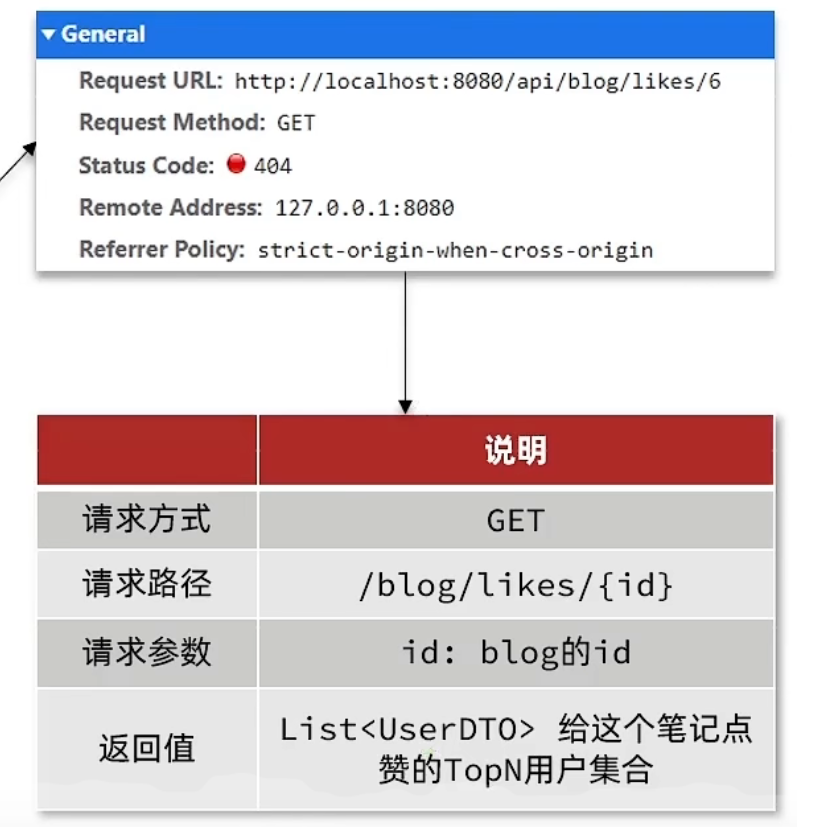 General
Request URL: http://localhost:8080/api/blog/likes/6
Request Method: GET
Status Code: 404
Remote Address: 127.0.0.1:8080
Referrer Policy: strict-origin-when-cross-origin
说明
请求方式 GET
请求路径 /blog/likes/{id}
请求参数 id: blog的id
返回值 List<UserDTO> 给这个笔记点
赞的TopN用户集合